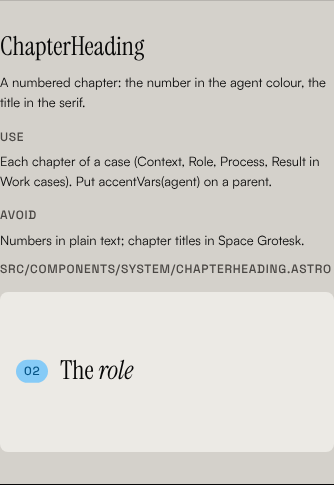 ChapterHeading
A numbered chapter: the number in the agent colour, the
title in the serif.
USE
Each chapter of a case (Context, Role, Process, Result in
Work cases). Put accentVars(agent) on a parent.
AVOID
Numbers in plain text; chapter titles in Space Grotesk.
SRC/COMPONENTS/SYSTEM/CHAPTERHEADING.ASTRO
02 The role